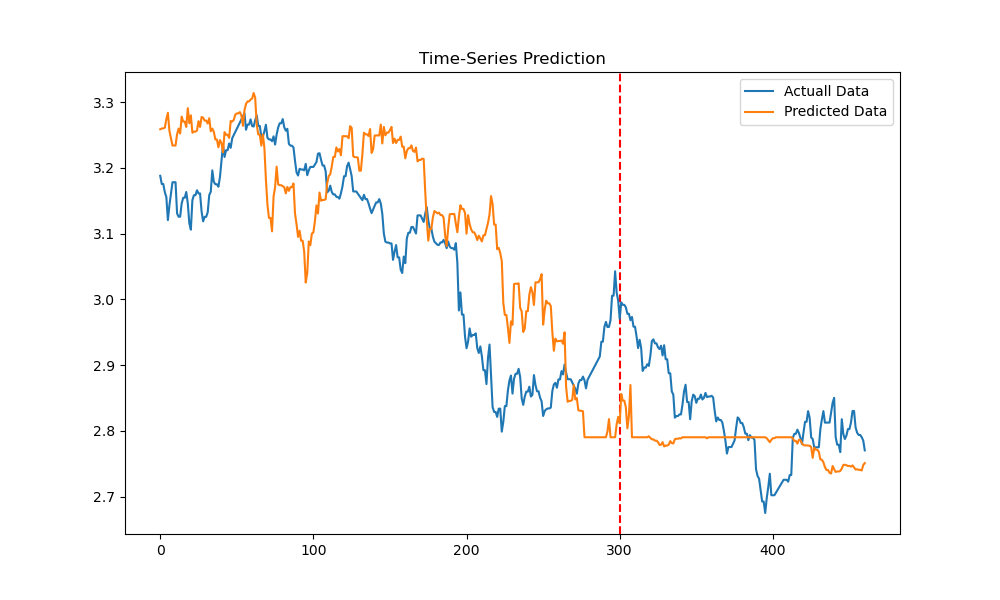 Time-Series Prediction
Actuall Data
Predicted Data
3.3
3.2
3.1
3.0
2.9
2.8
2.7
0 100 200 300 400